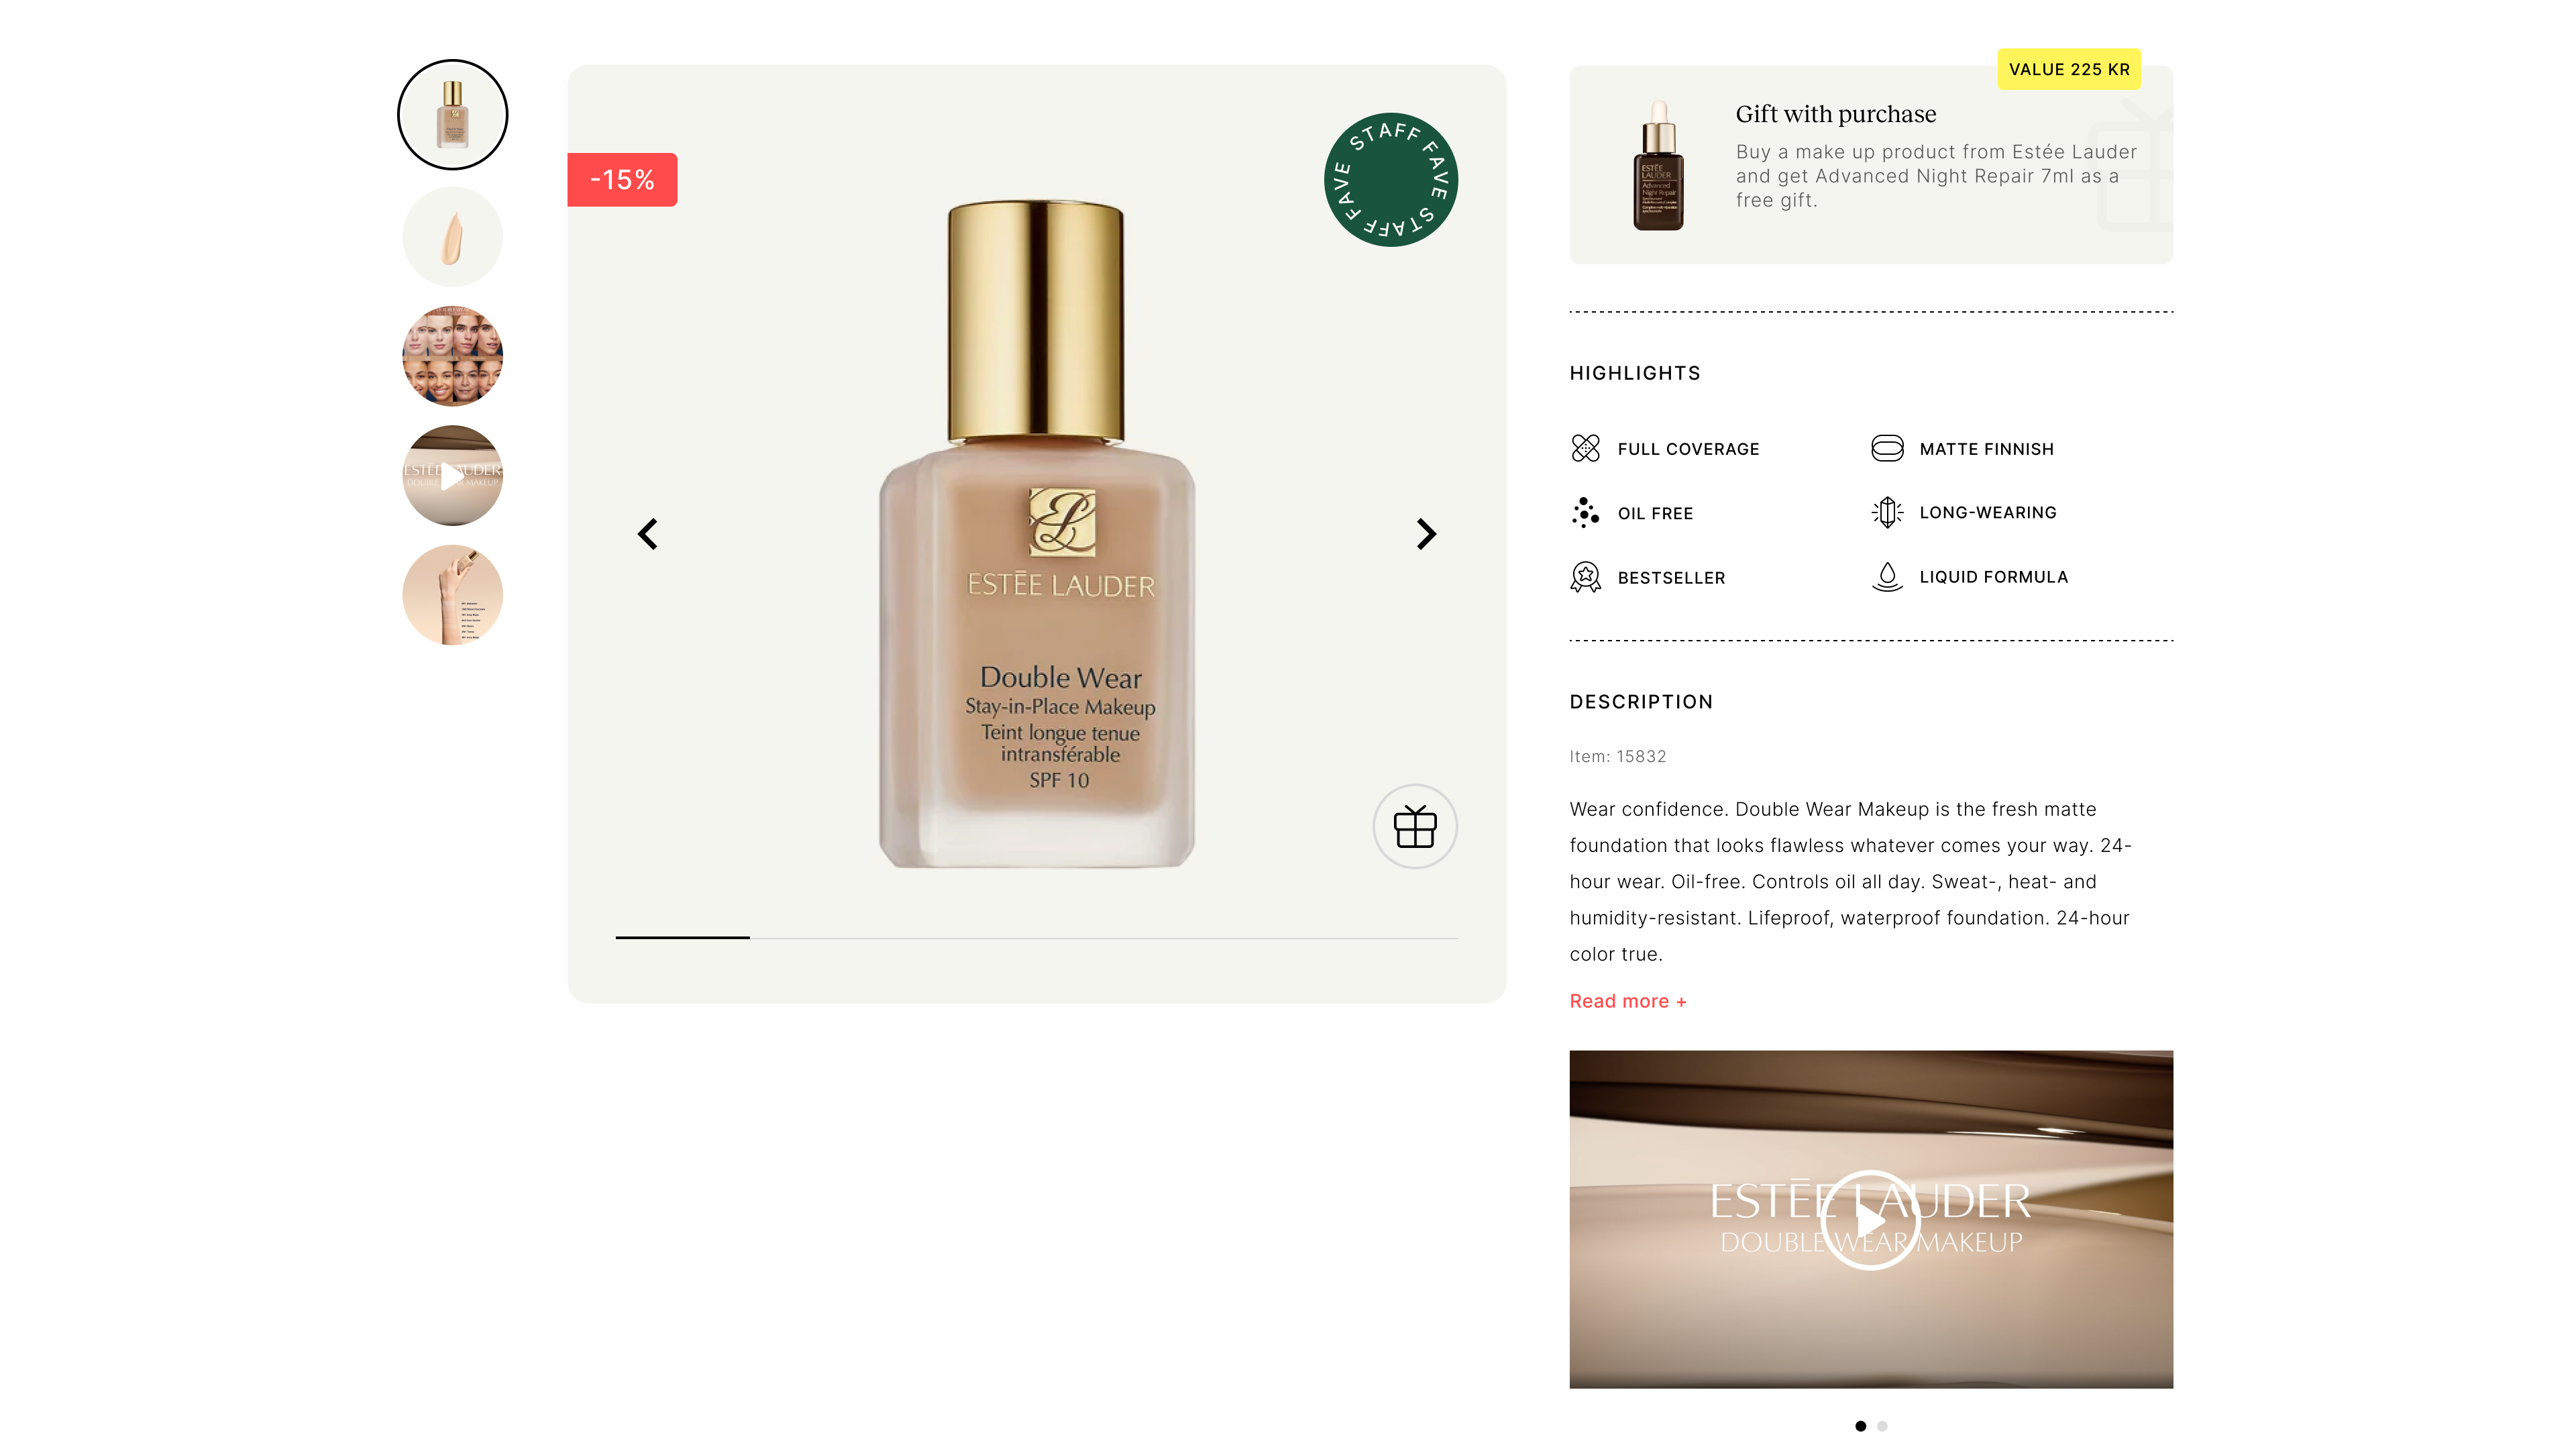 -15%
STAFF FAVE STAFF FAVE
ESTĒE LAUDER
Double Wear
Stay-in-Place Makeup
Teint longue tenue
intransférable
SPF 10
VALUE 225 KR
Gift with purchase
Buy a make up product from Estée Lauder
and get Advanced Night Repair 7ml as a
free gift.
ESTĒE
LAUDER
Advanced
Night Repair
HIGHLIGHTS
FULL COVERAGE
MATTE FINNISH
OIL FREE
LONG-WEARING
BESTSELLER
LIQUID FORMULA
DESCRIPTION
Item: 15832
Wear confidence. Double Wear Makeup is the fresh matte
foundation that looks flawless whatever comes your way. 24-
hour wear. Oil-free. Controls oil all day. Sweat-, heat- and
humidity-resistant. Lifeproof, waterproof foundation. 24-hour
color true.
Read more +
ESTĒE LAUDER
DOUBLE WEAR MAKEUP